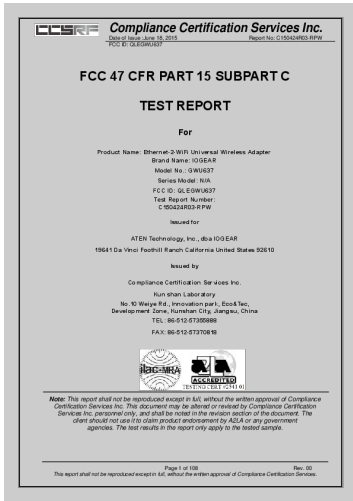 CCSRF
Compliance Certification Services Inc.
Date of Issue :June 18, 2015 Report No: C150424R03-RPW
FCC ID: QLEGWU637
FCC 47 CFR PART 15 SUBPART C
TEST REPORT
For
Product Name: Ethernet-2-WiFi Universal Wireless Adapter
Brand Name: IOGEAR
Model No.: GWU637
Series Model: N/A
FCC ID: QLEGWU637
Test Report Number:
C150424R03-RPW
Issued for
ATEN Technology, Inc., dba IOGEAR
19641 Da Vinci Foothill Ranch California United States 92610
Issued by
Compliance Certification Services Inc.
Kun shan Laboratory
No.10 Weiye Rd., Innovation park, Eco&Tec,
Development Zone, Kunshan City, Jiangsu, China
TEL: 86-512-57355888
FAX: 86-512-57370818
ilac-MRA
A2LA
ACCREDITED
TESTING CERT #2541.01
Note: This report shall not be reproduced except in full, without the written approval of Compliance
Certification Services Inc. This document may be altered or revised by Compliance Certification
Services Inc. personnel only, and shall be noted in the revision section of the document. The
client should not use it to claim product endorsement by A2LA or any government
agencies. The test results in the report only apply to the tested sample.
Page 1 of 108 Rev. 00
This report shall not be reproduced except in full, without the written approval of Compliance Certification Services.